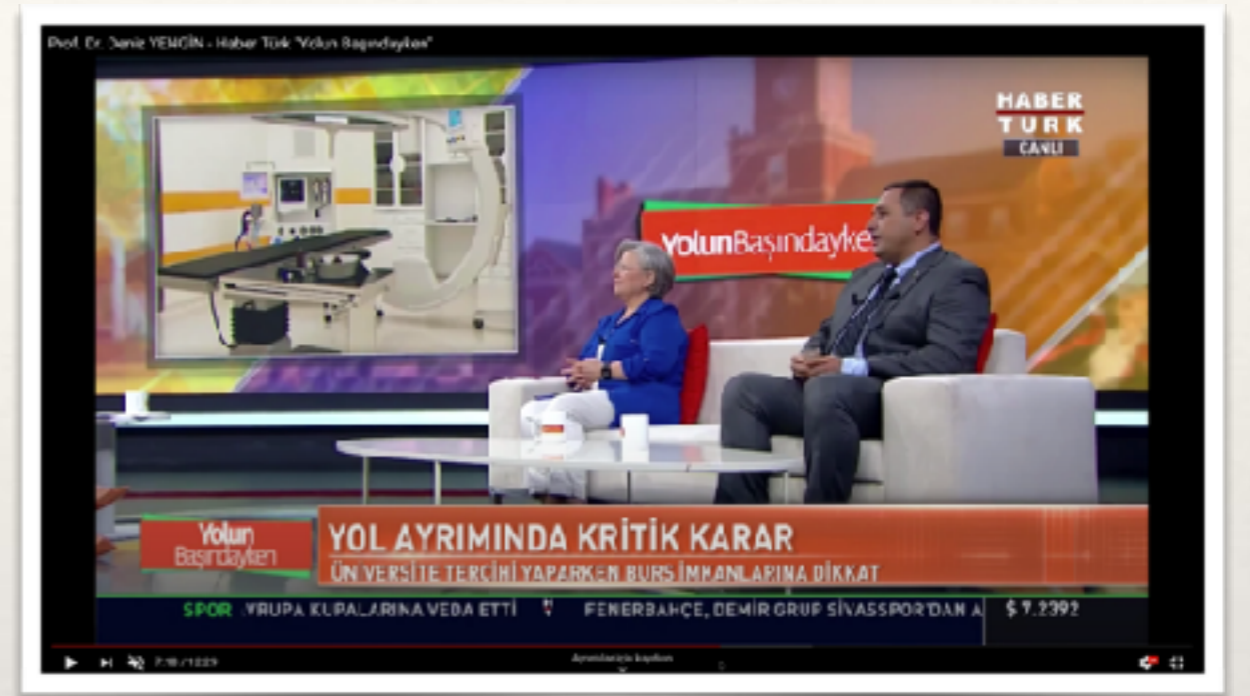 Prof. Dr. Deniz YENGİN - Haber Türk "Yolun Başındayken"
HABER
TURK
CANLI
YolunBaşındayke
Yolun
Başındayken
YOL AYRIMINDA KRİTİK KARAR
ÜNİVERSİTE TERCİHİ YAPARKEN BURS İMKANLARINA DİKKAT
SPOR VRUPA KUPALARINA VEDA ETTİ FENERBAHÇE, DEMİR GRUP SİVASSPOR'DAN A $ 7.2392